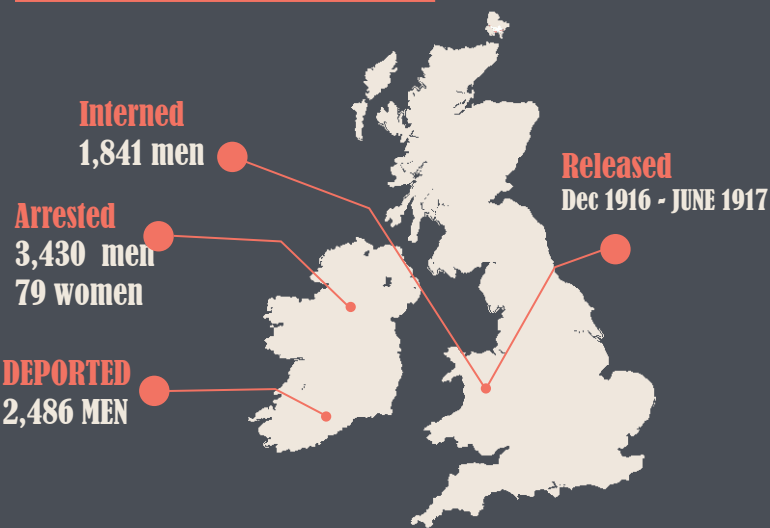 Interned
1,841 men
Released
Dec 1916 - JUNE 1917
Arrested
3,430 men
79 women
DEPORTED
2,486 MEN